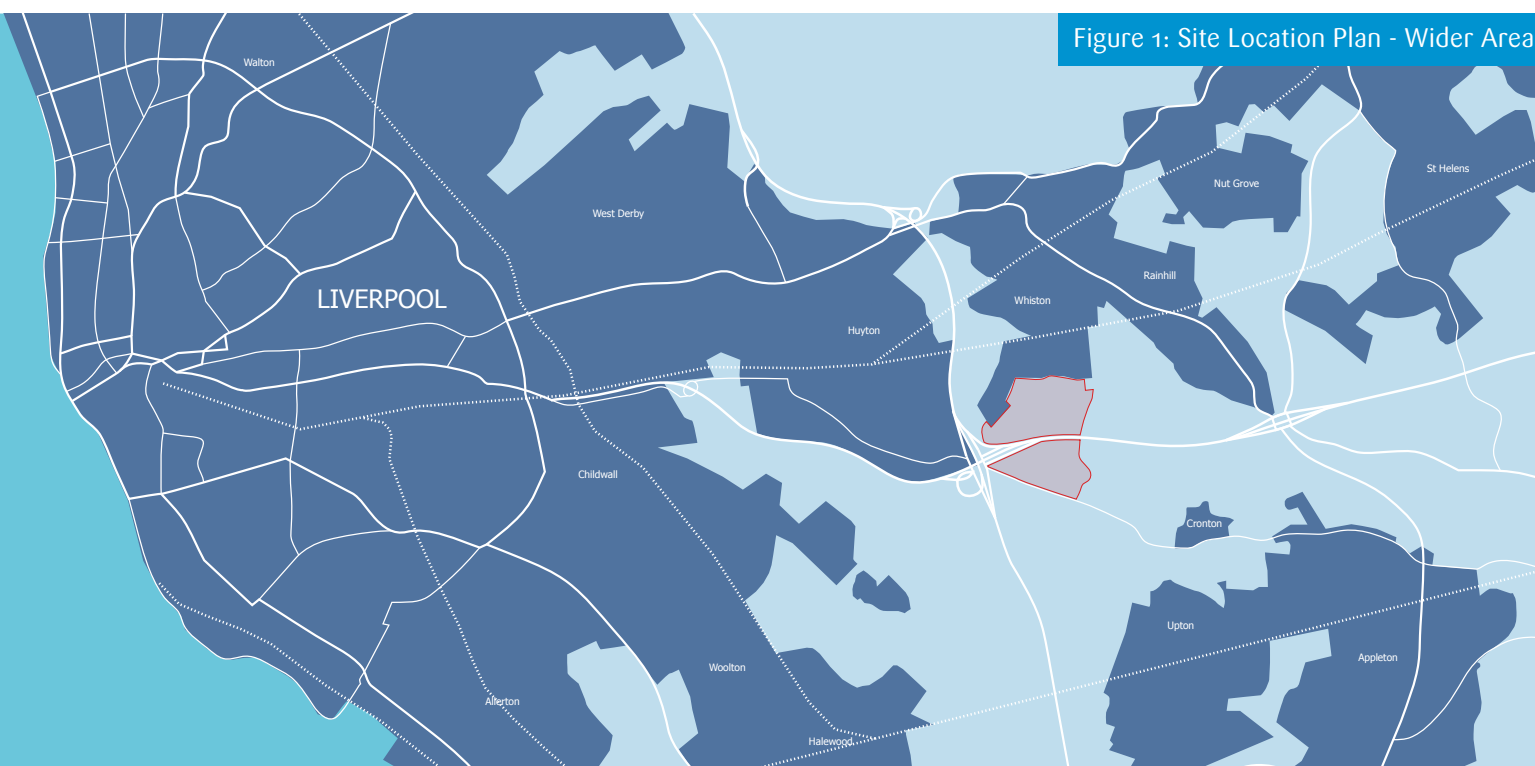 Figure 1: Site Location Plan - Wider Area
Walton
St Helens
Nut Grove
West Derby
Rainhill
LIVERPOOL
Whiston
Huyton
Childwall
Cronton
Upton
Appleton
Woolton
Allerton
Halewood